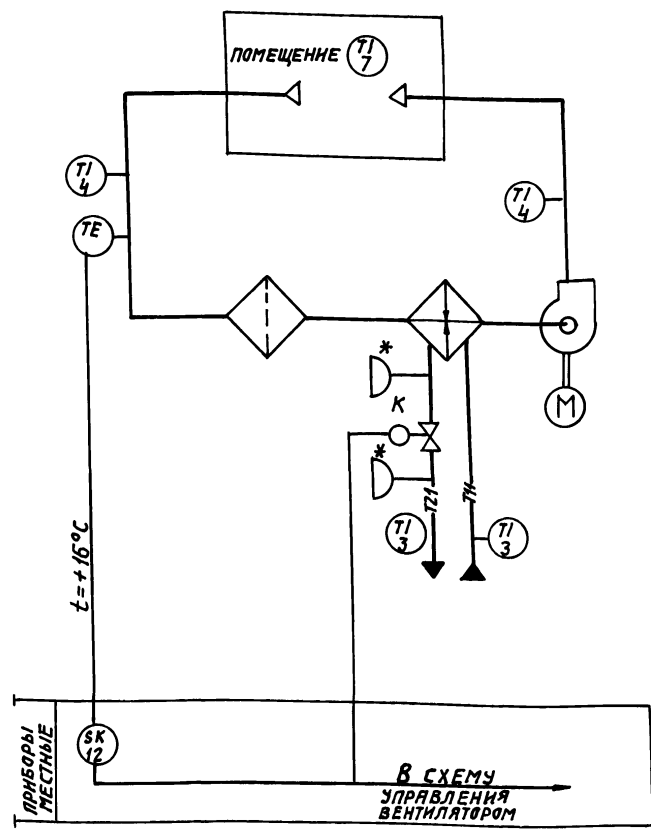 ПОМЕЩЕНИЕ
TI
7
TI
4
TI
4
TE
*
К
*
T21
T11
TI
3
TI
3
t=+16°C
ПРИБОРЫ
МЕСТНЫЕ
SK
12
М
В СХЕМУ
УПРАВЛЕНИЯ
ВЕНТИЛЯТОРОМ